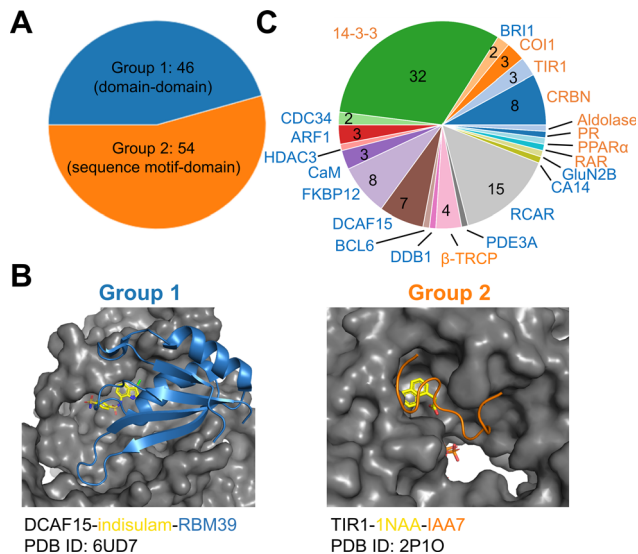 A
Group 1: 46
(domain-domain)
Group 2: 54
(sequence motif-domain)
C
14-3-3
BRI1
COI1
TIR1
CRBN
Aldolase
PR
PPARα
RAR
GluN2B
CA14
RCAR
PDE3A
β-TRCP
DDB1
BCL6
DCAF15
FKBP12
CaM
HDAC3
ARF1
CDC34
32
2
3
3
8
15
4
7
8
3
3
2
B
Group 1
DCAF15-indisulam-RBM39
PDB ID: 6UD7
Group 2
TIR1-1NAA-IAA7
PDB ID: 2P1O